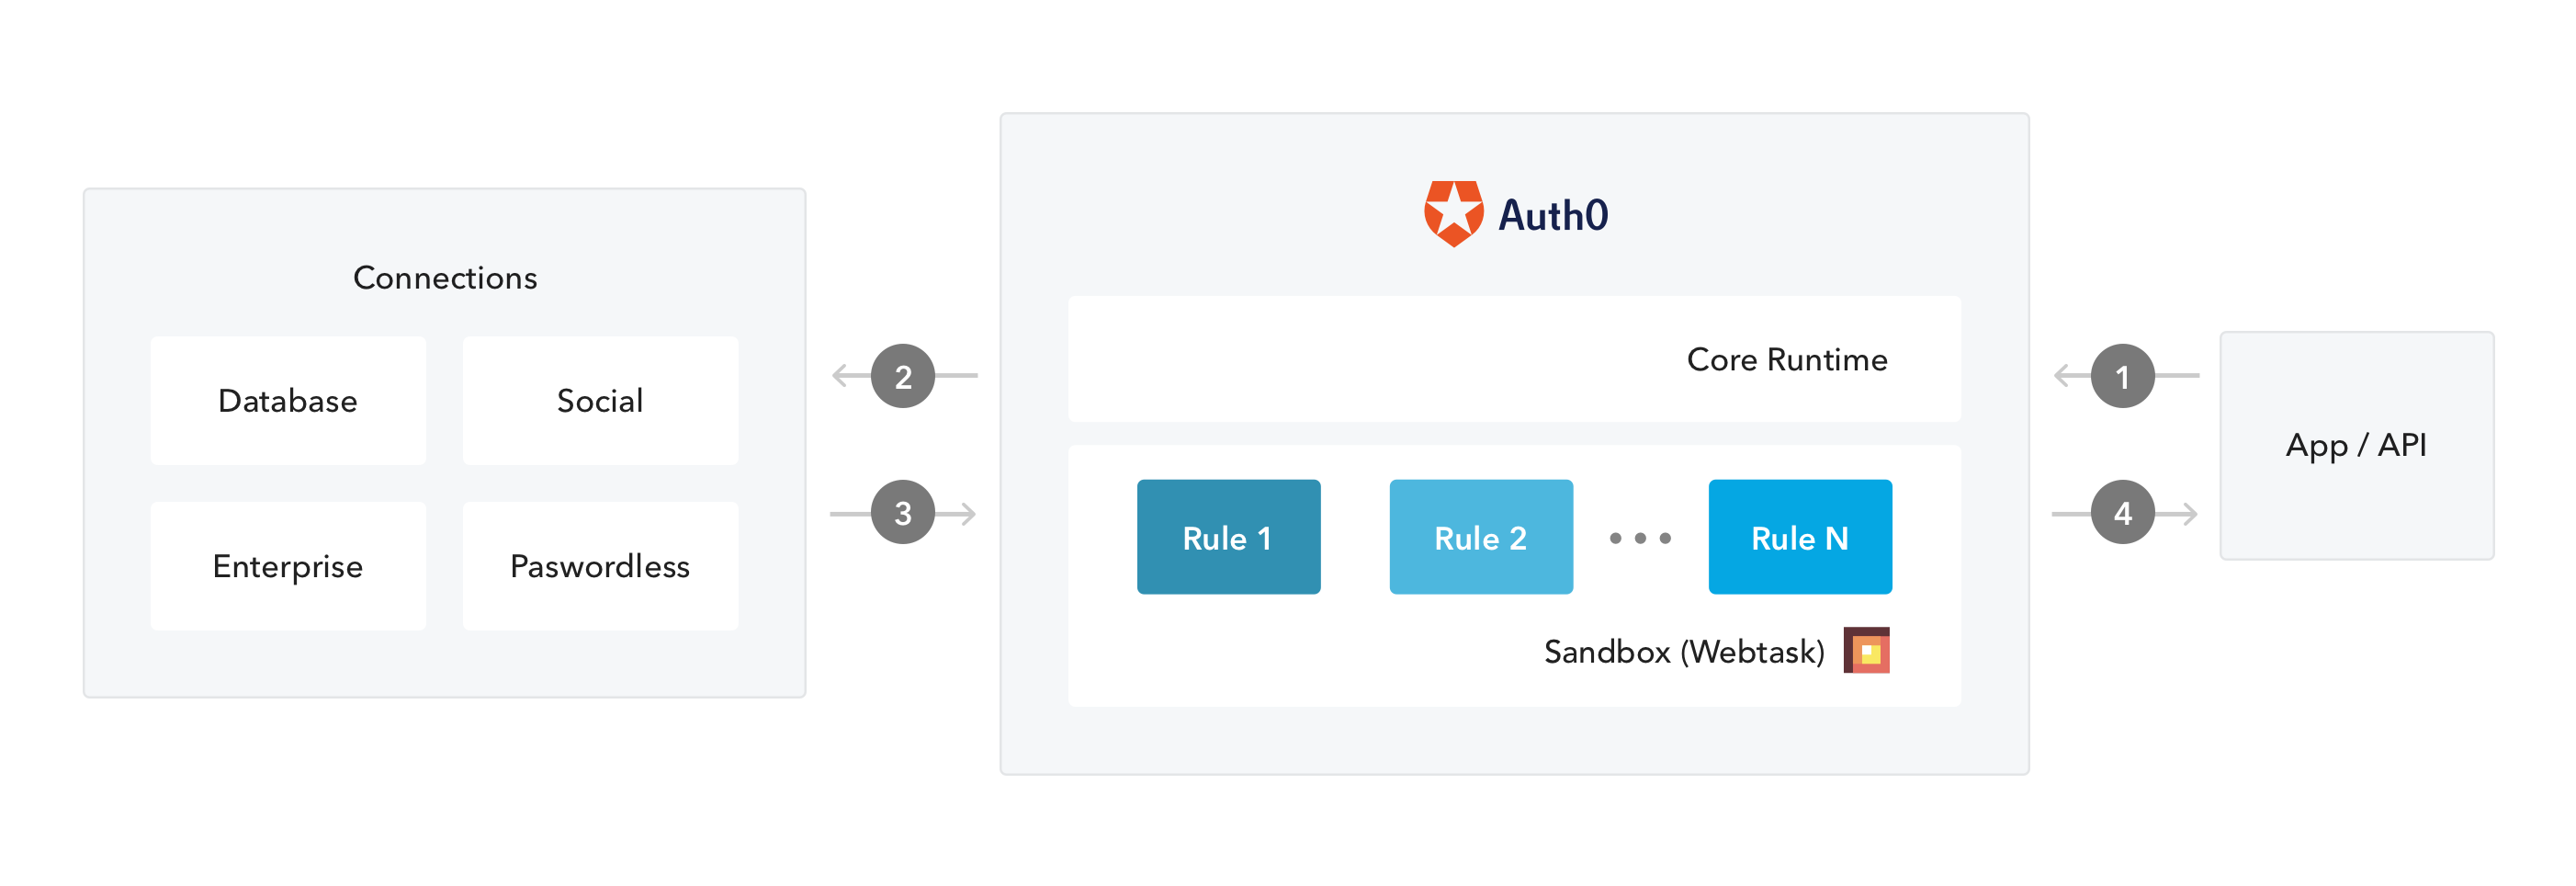 Connections
Database
Social
Enterprise
Paswordless
2
3
Auth0
Core Runtime
Rule 1
Rule 2
Rule N
Sandbox (Webtask)
1
4
App / API